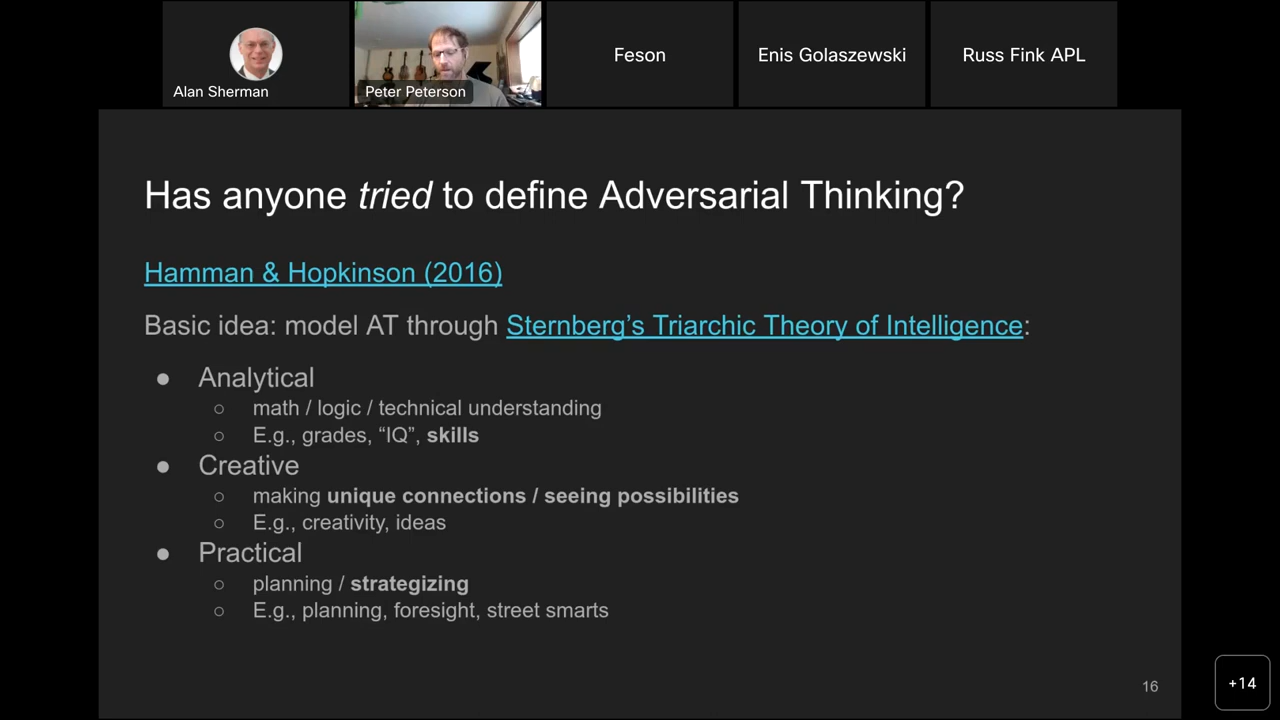 Alan Sherman
Peter Peterson
Feson
Enis Golaszewski
Russ Fink APL
Has anyone tried to define Adversarial Thinking?
Hamman & Hopkinson (2016)
Basic idea: model AT through Sternberg’s Triarchic Theory of Intelligence:
● Analytical
○ math / logic / technical understanding
○ E.g., grades, “IQ”, skills
● Creative
○ making unique connections / seeing possibilities
○ E.g., creativity, ideas
● Practical
○ planning / strategizing
○ E.g., planning, foresight, street smarts
16
+14